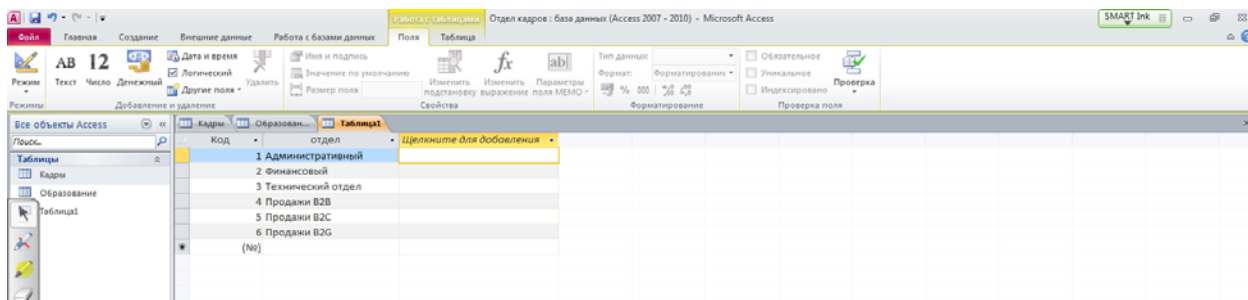 Работа с таблицами Отдел кадров : база данных (Access 2007 - 2010) - Microsoft Access SMART Ink
Файл Главная Создание Внешние данные Работа с базами данных Поля Таблица
AB 12 Дата и время Имя и подпись fx ab| Тип данных: Обязательное
Логический Значение по умолчанию Формат: Форматирование Уникальное
Режим Текст Число Денежный Другие поля Удалить Размер поля Изменить подстановку Изменить выражение Параметры поля MEMO % 000 Индексировано Проверка
Режимы Добавление и удаление Свойства Форматирование Проверка поля
Все объекты Access « Кадры Образован... Таблица1
Поиск... Код отдел Щелкните для добавления
Таблицы 1 Административный
Кадры 2 Финансовый
Образование 3 Технический отдел
Таблица1 4 Продажи B2B
5 Продажи B2C
6 Продажи B2G
(№)